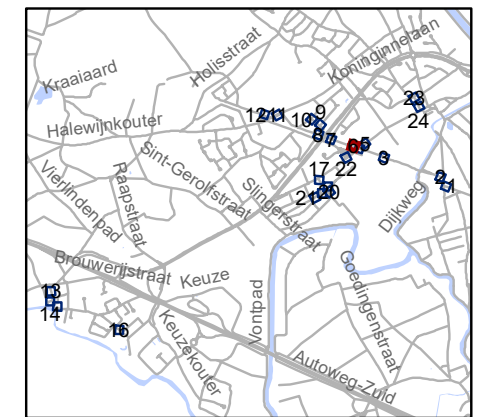 Holisstraat
Koninginnelaan
Kraaiaard
23
24
12 11
10 9
8 7
6 5
3
Halewijnkouter
22
17
2
1
Vierlindenpad
Raapstraat
Sint-Gerolfstraat
Slingerstraat
21 20
Dijkweg
Brouwerijstraat
Keuze
Vontpad
Goedingenstraat
13
14
16
Keuzekouter
Autoweg-Zuid